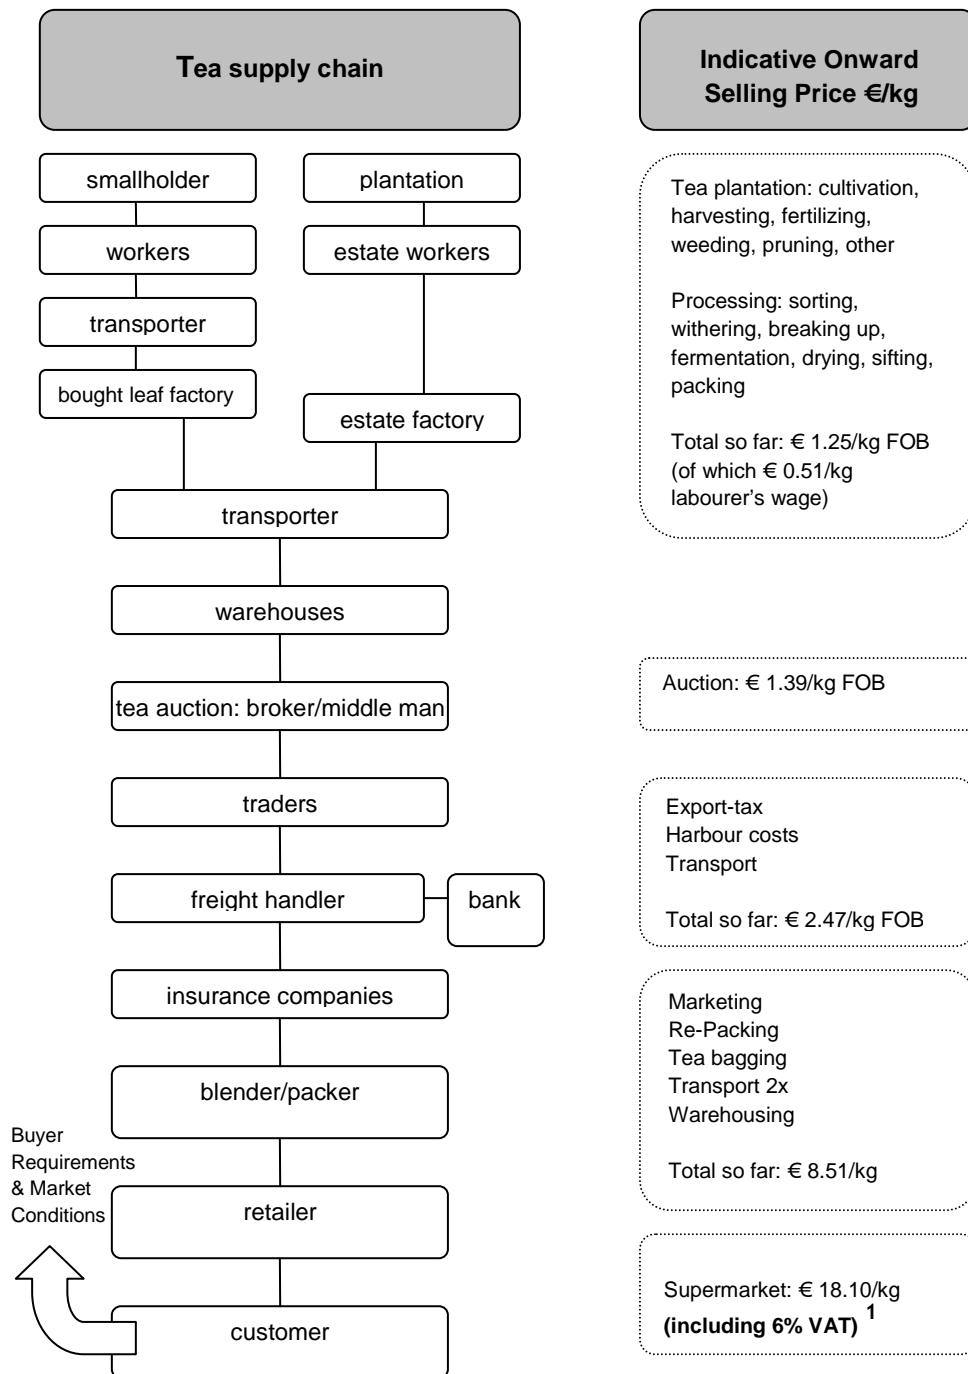 Tea supply chain
Indicative Onward
Selling Price €/kg
smallholder
plantation
workers
estate workers
transporter
bought leaf factory
estate factory
transporter
warehouses
tea auction: broker/middle man
traders
freight handler
bank
insurance companies
blender/packer
retailer
customer
Buyer
Requirements
& Market
Conditions
Tea plantation: cultivation,
harvesting, fertilizing,
weeding, pruning, other
Processing: sorting,
withering, breaking up,
fermentation, drying, sifting,
packing
Total so far: € 1.25/kg FOB
(of which € 0.51/kg
labourer's wage)
Auction: € 1.39/kg FOB
Export-tax
Harbour costs
Transport
Total so far: € 2.47/kg FOB
Marketing
Re-Packing
Tea bagging
Transport 2x
Warehousing
Total so far: € 8.51/kg
Supermarket: € 18.10/kg
(including 6% VAT) 1